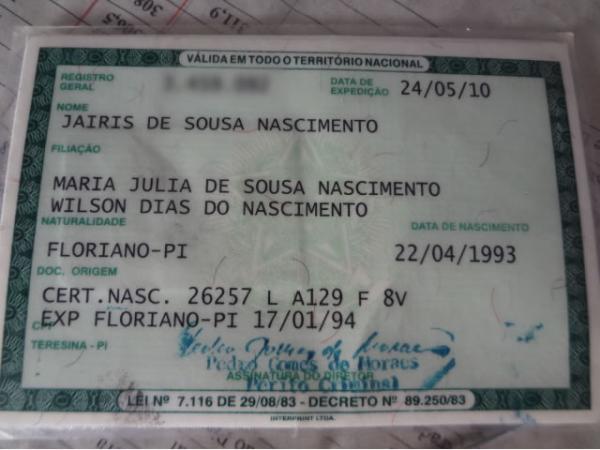 VÁLIDA EM TODO O TERRITÓRIO NACIONAL
REGISTRO GERAL
DATA DE EXPEDIÇÃO 24/05/10
NOME
JAIRIS DE SOUSA NASCIMENTO
FILIAÇÃO
MARIA JULIA DE SOUSA NASCIMENTO
WILSON DIAS DO NASCIMENTO
NATURALIDADE DATA DE NASCIMENTO
FLORIANO-PI 22/04/1993
DOC. ORIGEM
CERT.NASC. 26257 L A129 F 8V
EXP FLORIANO-PI 17/01/94
CPF
TERESINA - PI
Pedro Gomes de Moraes
ASSINATURA DO DIRETOR
Perito Criminal
LEI Nº 7.116 DE 29/08/83 - DECRETO Nº 89.250/83
INTERPRINT LTDA.